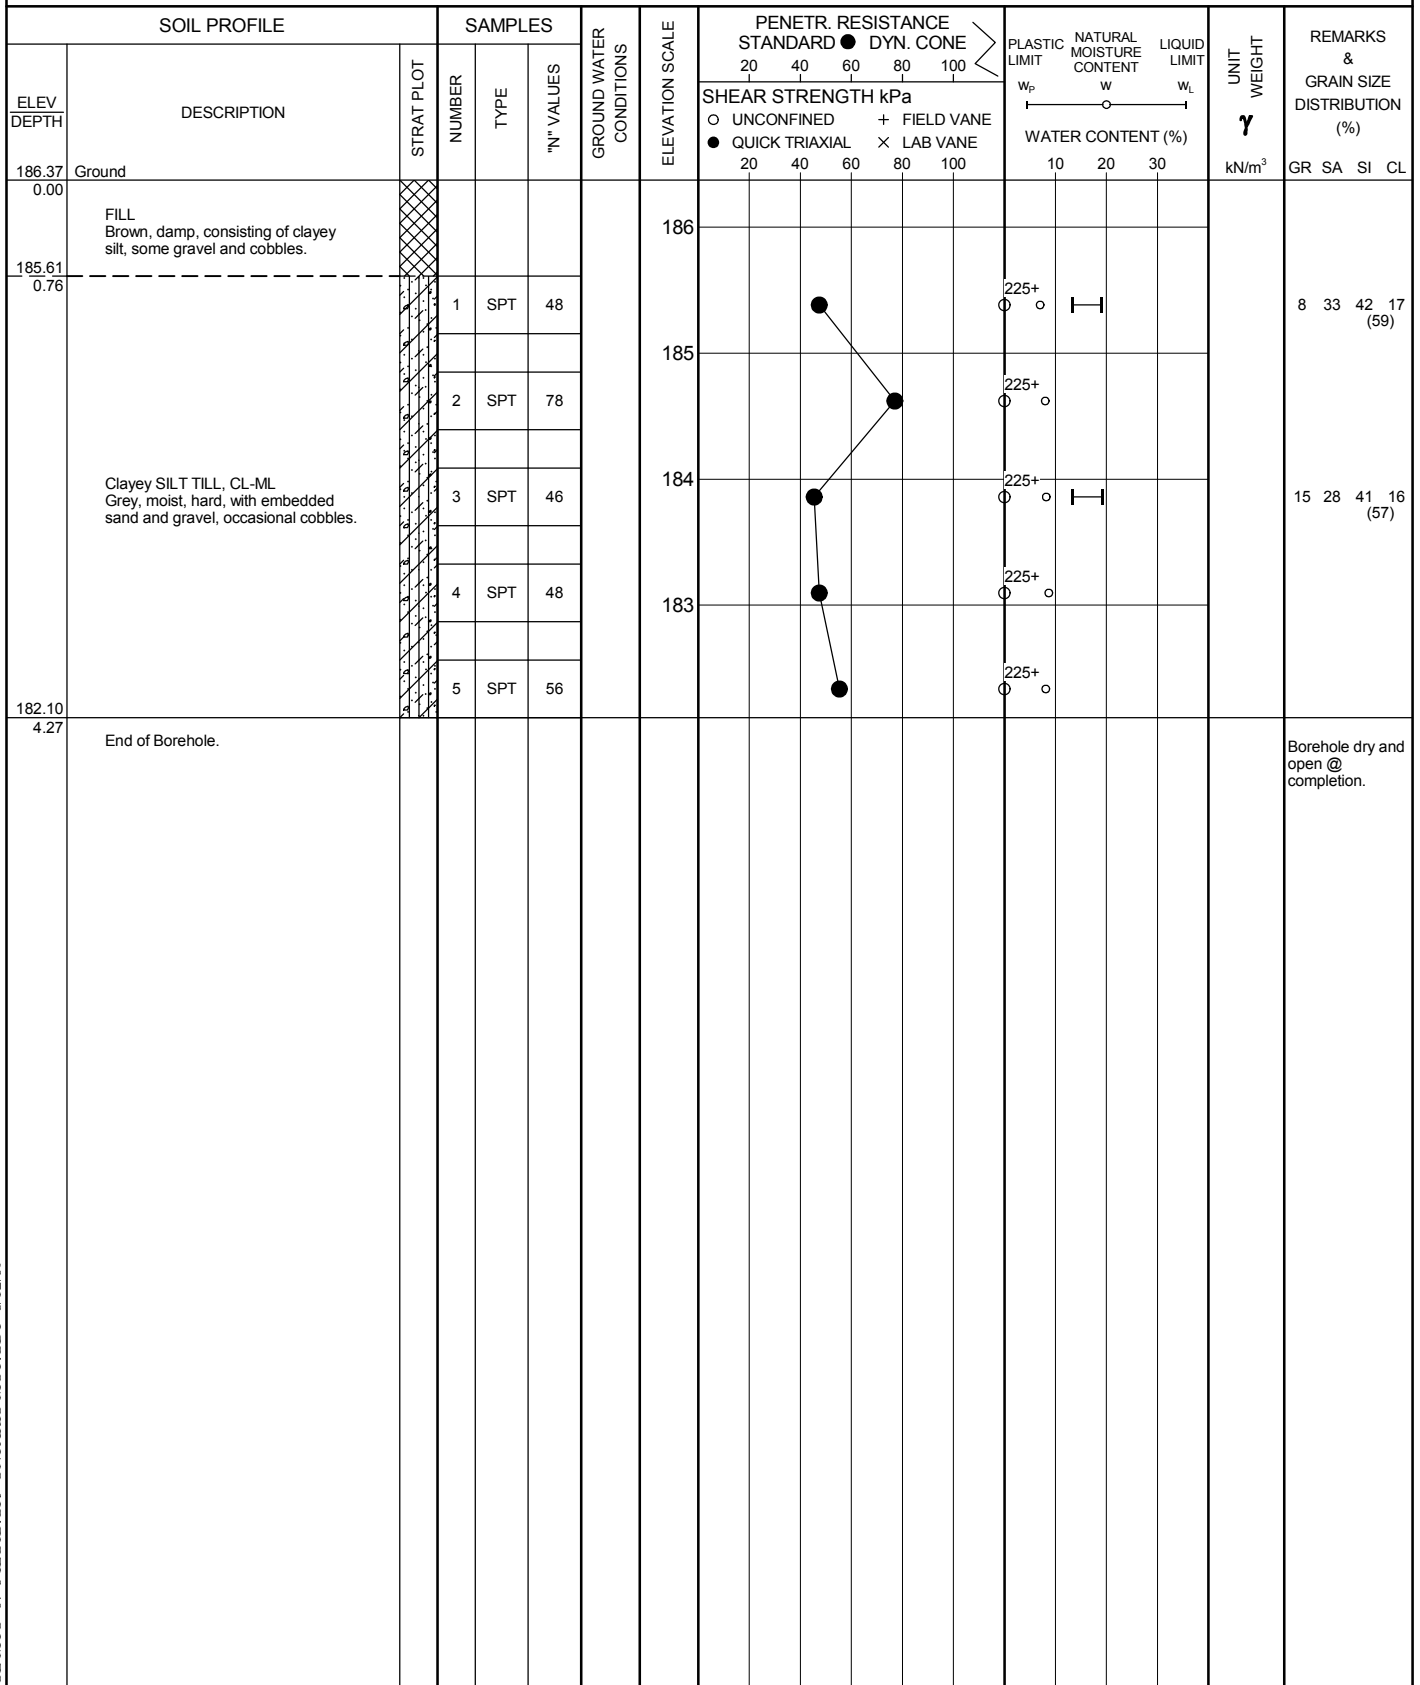 SOIL PROFILE
SAMPLES
GROUND WATER
CONDITIONS
ELEVATION SCALE
PENETR. RESISTANCE
STANDARD ● DYN. CONE
20 40 60 80 100
SHEAR STRENGTH kPa
○ UNCONFINED + FIELD VANE
● QUICK TRIAXIAL × LAB VANE
20 40 60 80 100
PLASTIC
LIMIT
NATURAL
MOISTURE
CONTENT
LIQUID
LIMIT
wP w wL
WATER CONTENT (%)
10 20 30
UNIT
WEIGHT
γ
kN/m³
REMARKS
&
GRAIN SIZE
DISTRIBUTION
(%)
GR SA SI CL
ELEV
DEPTH
DESCRIPTION
STRAT PLOT
NUMBER
TYPE
"N" VALUES
186.37 Ground
0.00
FILL
Brown, damp, consisting of clayey
silt, some gravel and cobbles.
186
185.61
0.76
1 SPT 48
225+
8 33 42 17
(59)
185
2 SPT 78
225+
184
Clayey SILT TILL, CL-ML
Grey, moist, hard, with embedded
sand and gravel, occasional cobbles.
3 SPT 46
225+
15 28 41 16
(57)
4 SPT 48
225+
183
5 SPT 56
225+
182.10
4.27
End of Borehole.
Borehole dry and
open @
completion.